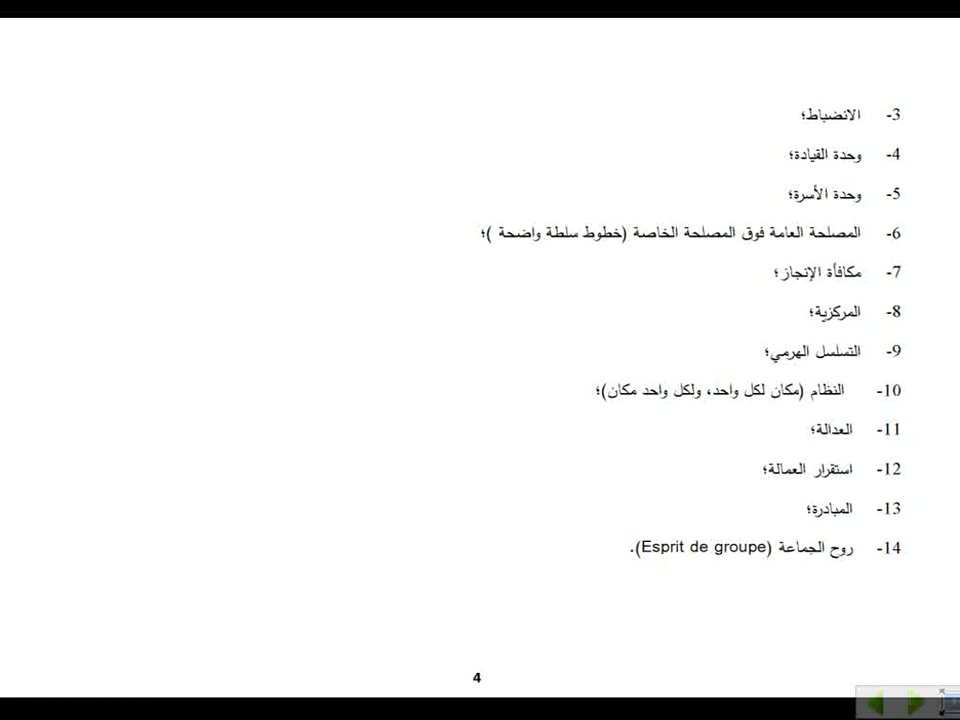 3- الانضباط؛
4- وحدة القيادة؛
5- وحدة الأسرة؛
6- المصلحة العامة فوق المصلحة الخاصة (خطوط سلطة واضحة )؛
7- مكافأة الإنجاز؛
8- المركزية؛
9- التسلسل الهرمي؛
10- النظام (مكان لكل واحد، ولكل واحد مكان)؛
11- العدالة؛
12- استقرار العمالة؛
13- المبادرة؛
14- روح الجماعة (Esprit de groupe).
4